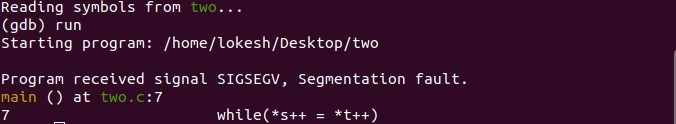 Reading symbols from two...
(gdb) run
Starting program: /home/lokesh/Desktop/two

Program received signal SIGSEGV, Segmentation fault.
main () at two.c:7
7                   while(*s++ = *t++)